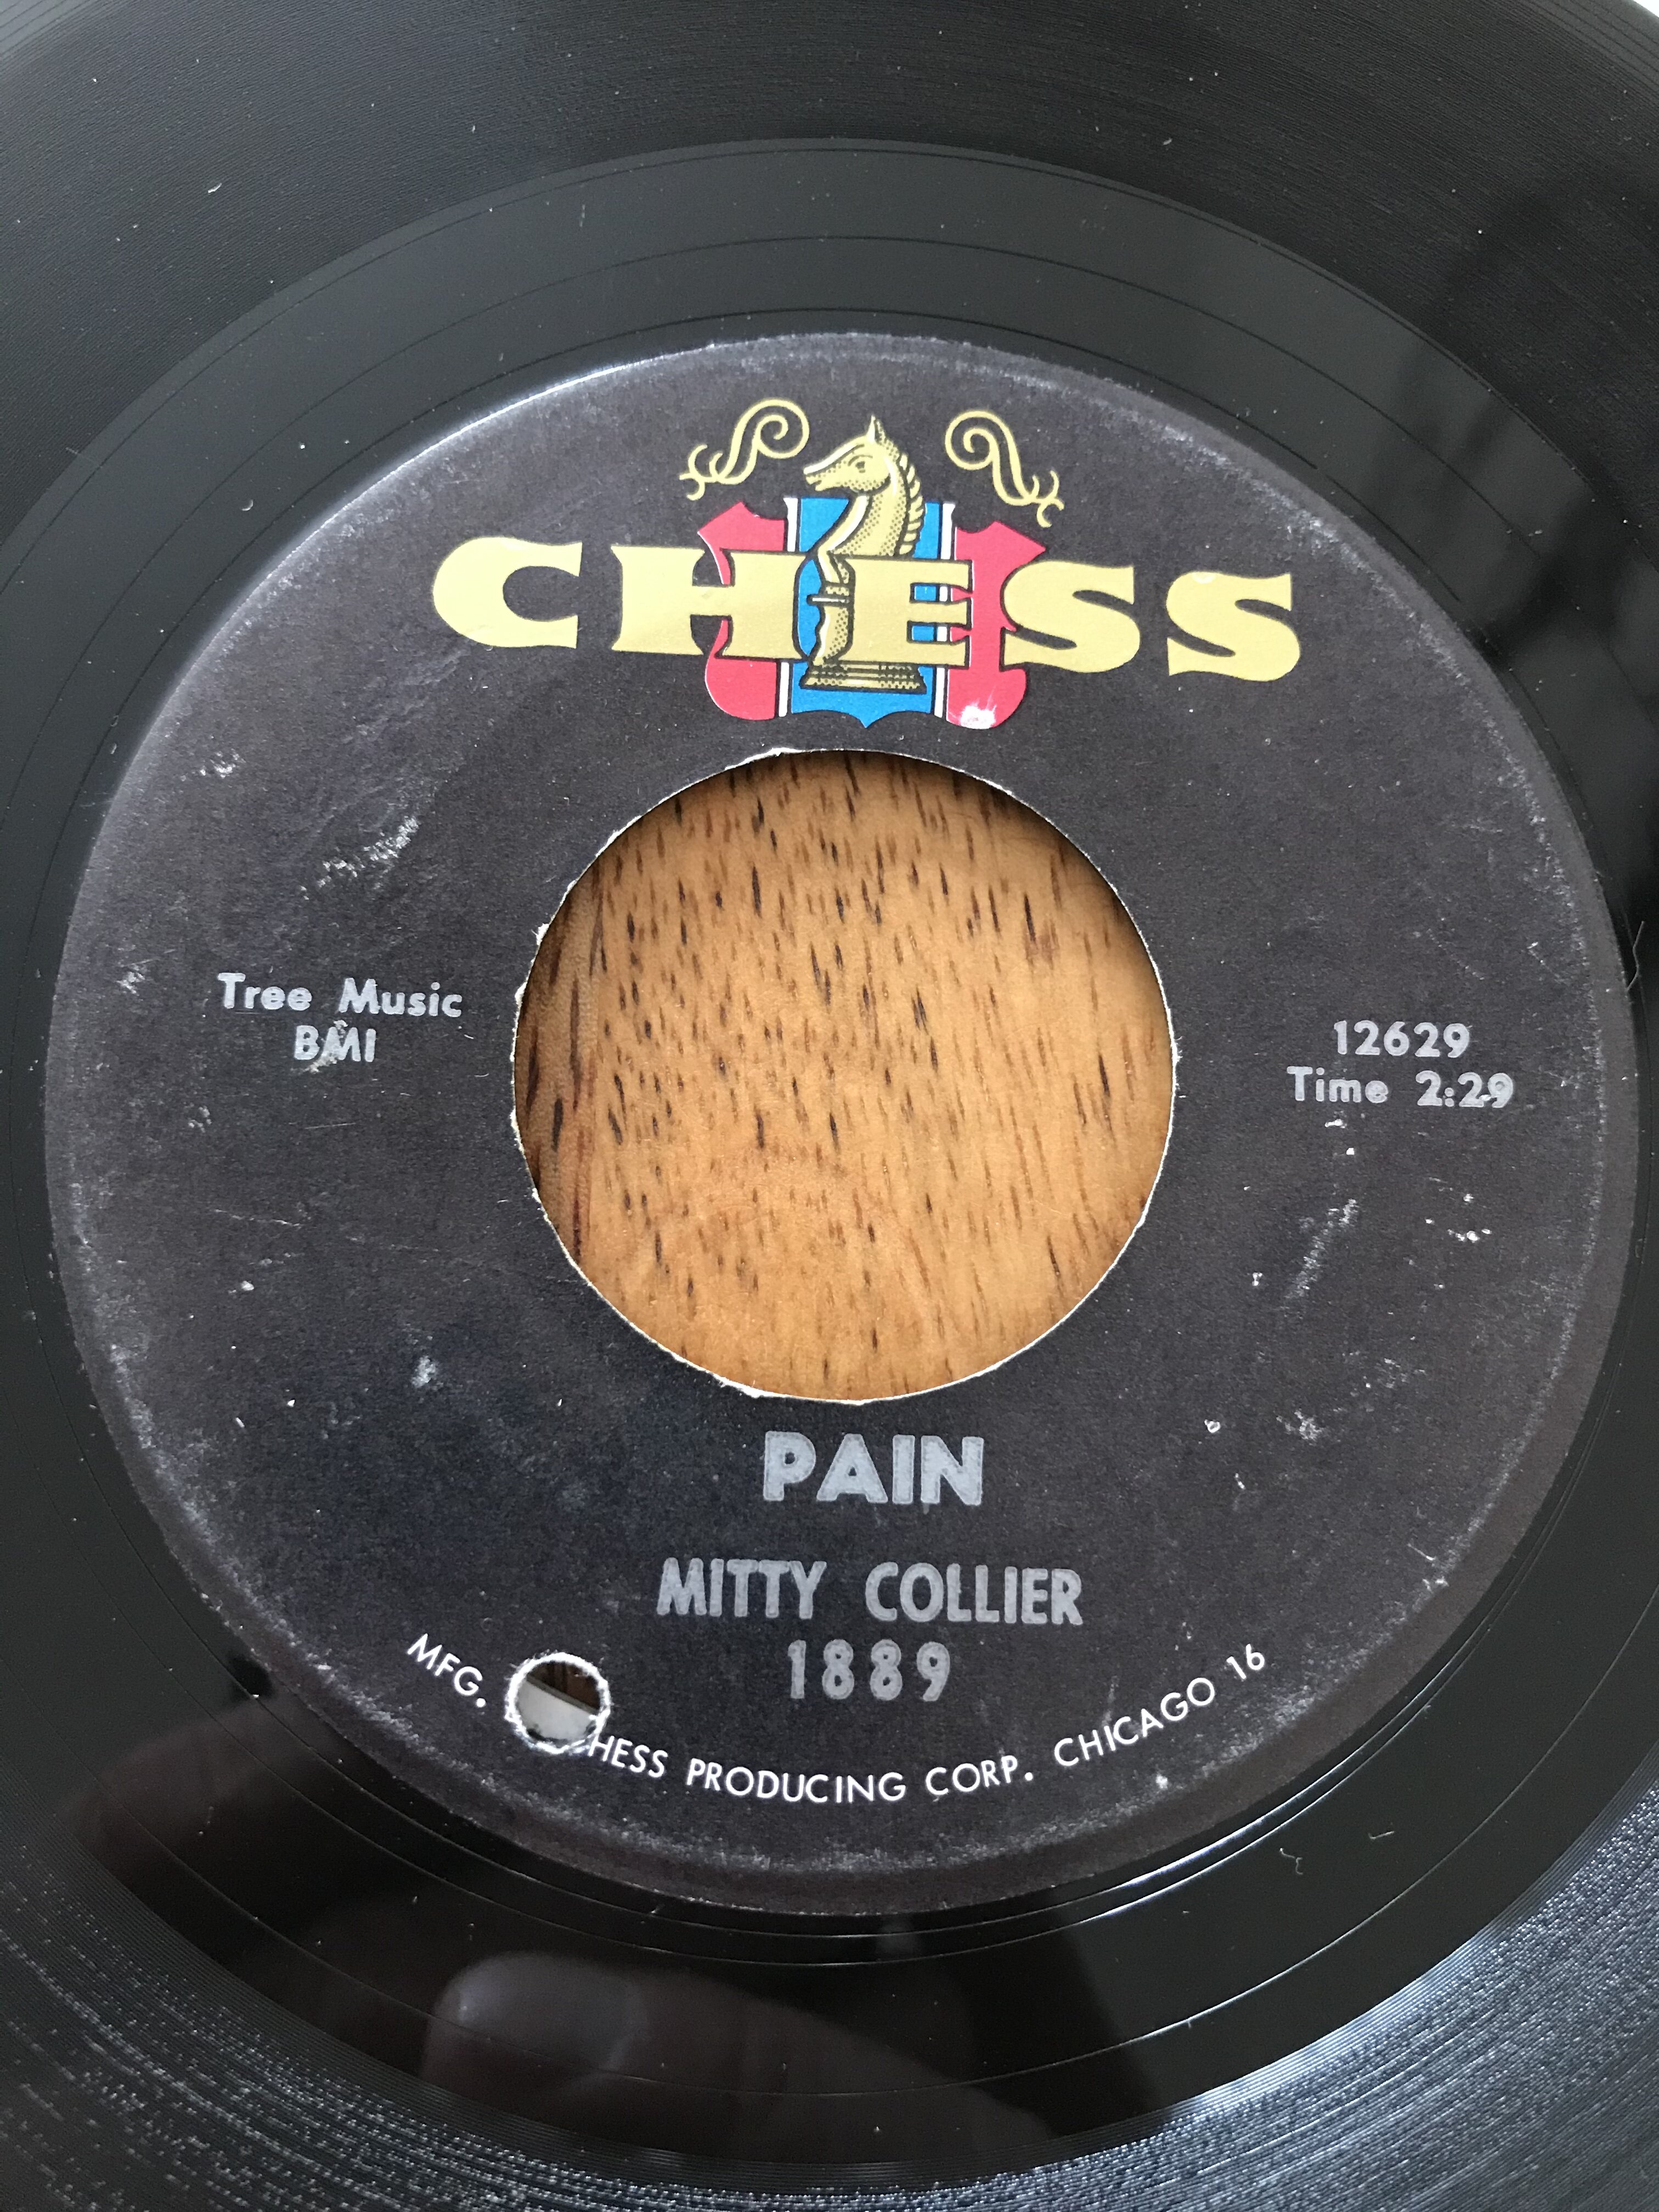 CHESS
Tree Music
BMI
12629
Time 2:29
PAIN
MITTY COLLIER
1889
MFG. HESS PRODUCING CORP. CHICAGO 16